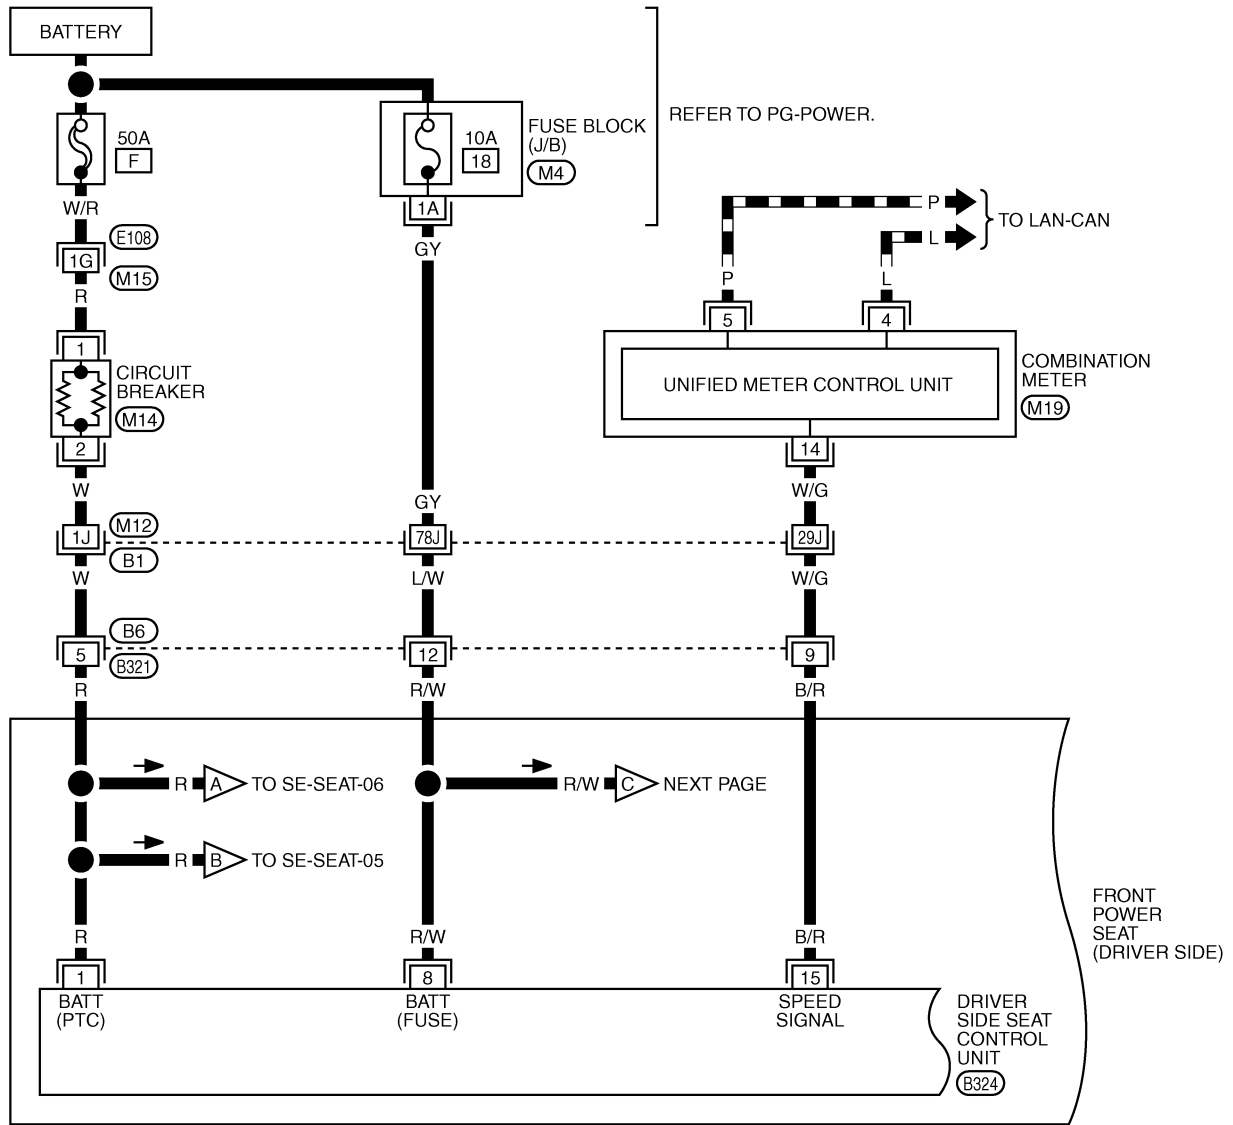 BATTERY
50A
F
10A
18
FUSE BLOCK
(J/B)
M4
REFER TO PG-POWER.
W/R
1A
E108
1G
M15
GY
R
P
L
TO LAN-CAN
P
L
5
4
1
CIRCUIT
BREAKER
M14
2
UNIFIED METER CONTROL UNIT
COMBINATION
METER
M19
14
W
GY
W/G
1J
M12
B1
78J
29J
W
L/W
W/G
B6
5
B321
12
9
R
R/W
B/R
R
A
TO SE-SEAT-06
R/W
C
NEXT PAGE
R
B
TO SE-SEAT-05
FRONT
POWER
SEAT
(DRIVER SIDE)
R
R/W
B/R
1
8
15
BATT
(PTC)
BATT
(FUSE)
SPEED
SIGNAL
DRIVER
SIDE SEAT
CONTROL
UNIT
B324